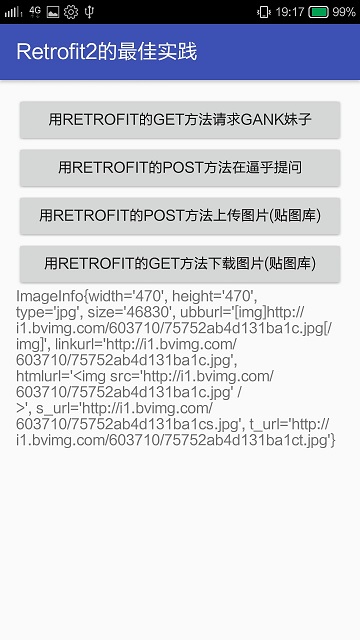 4G 19:17 99%
Retrofit2的最佳实践
用RETROFIT的GET方法请求GANK妹子
用RETROFIT的POST方法在逼乎提问
用RETROFIT的POST方法上传图片(贴图库)
用RETROFIT的GET方法下载图片(贴图库)
ImageInfo{width='470', height='470',
type='jpg', size='46830', ubburl='[img]http://
i1.bvimg.com/603710/75752ab4d131ba1c.jpg[/
img]', linkurl='http://i1.bvimg.com/
603710/75752ab4d131ba1c.jpg',
htmlurl='<img src='http://i1.bvimg.com/
603710/75752ab4d131ba1c.jpg' /
>', s_url='http://i1.bvimg.com/
603710/75752ab4d131ba1cs.jpg', t_url='http://
i1.bvimg.com/603710/75752ab4d131ba1ct.jpg'}